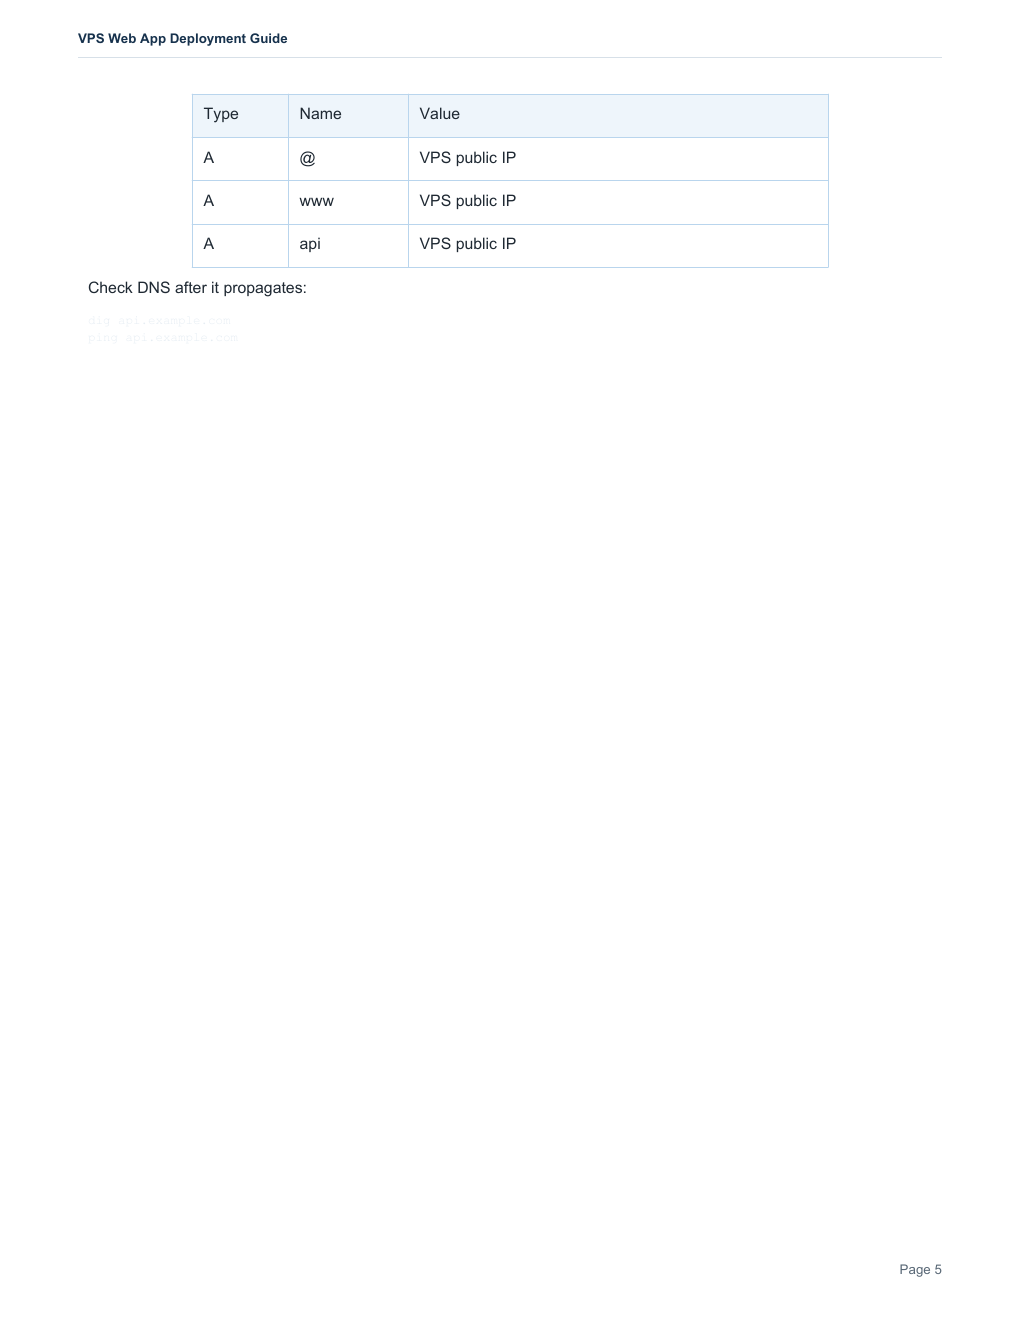 VPS Web App Deployment Guide
Type Name Value
A @ VPS public IP
A www VPS public IP
A api VPS public IP
Check DNS after it propagates:
dig api.example.com
ping api.example.com
Page 5